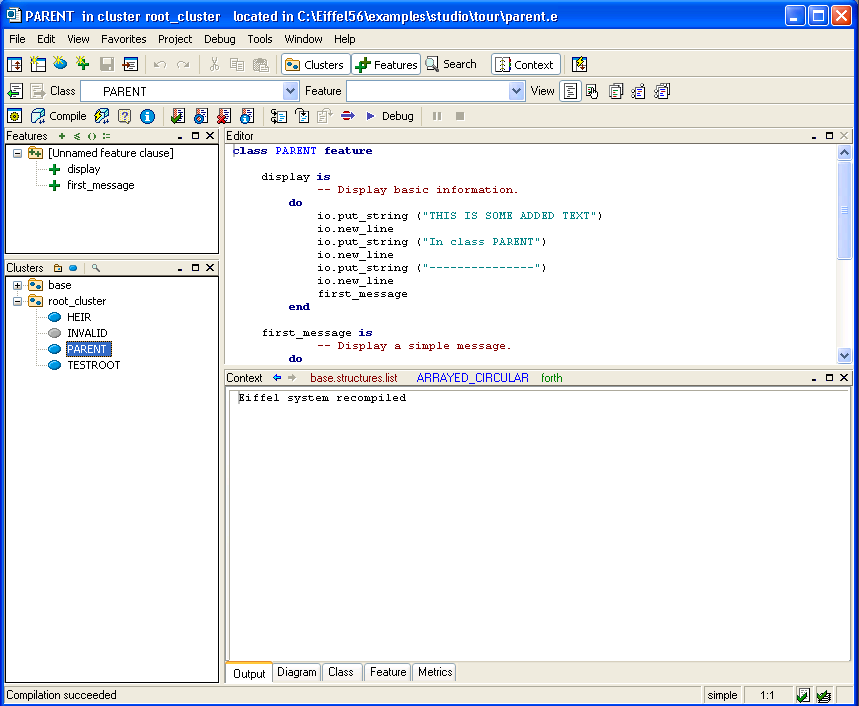 PARENT  in cluster root_cluster   located in C:\Eiffel56\examples\studio\tour\parent.e
File Edit View Favorites Project Debug Tools Window Help
Clusters Features Search Context
Class PARENT Feature View
Compile Debug
Features
[Unnamed feature clause]
display
first_message
Clusters
base
root_cluster
HEIR
INVALID
PARENT
TESTROOT
Editor
class PARENT feature
display is
-- Display basic information.
do
io.put_string ("THIS IS SOME ADDED TEXT")
io.new_line
io.put_string ("In class PARENT")
io.new_line
io.put_string ("---------------")
io.new_line
first_message
end
first_message is
-- Display a simple message.
do
Context base.structures.list ARRAYED_CIRCULAR forth
Eiffel system recompiled
Output Diagram Class Feature Metrics
Compilation succeeded simple 1:1